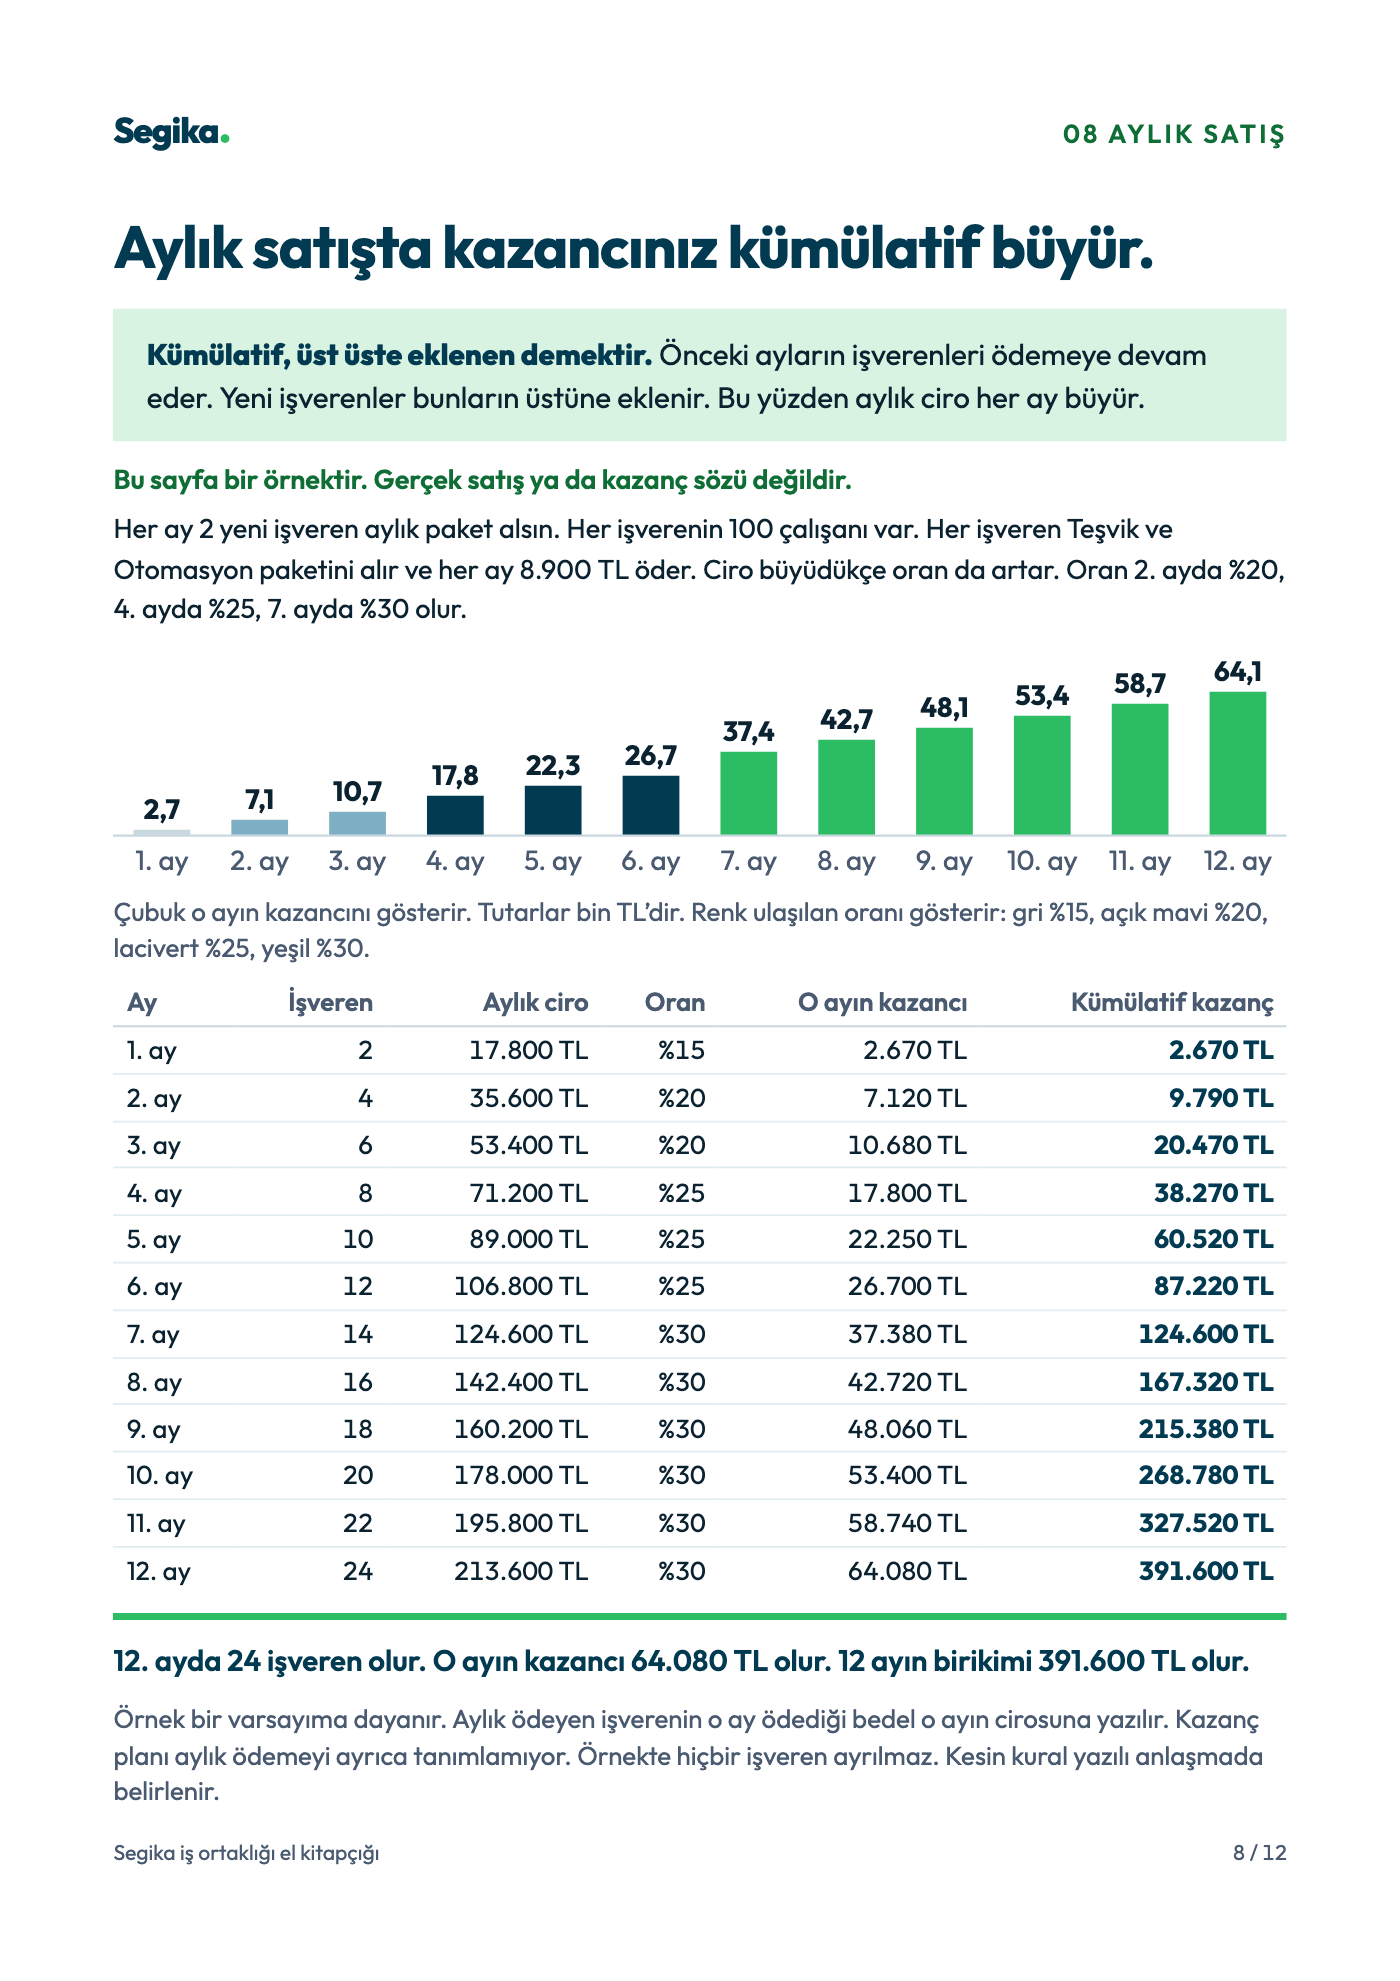 Segika.
08 AYLIK SATIŞ
Aylık satışta kazancınız kümülatif büyür.
Kümülatif, üst üste eklenen demektir. Önceki ayların işverenleri ödemeye devam
eder. Yeni işverenler bunların üstüne eklenir. Bu yüzden aylık ciro her ay büyür.
Bu sayfa bir örnektir. Gerçek satış ya da kazanç sözü değildir.
Her ay 2 yeni işveren aylık paket alsın. Her işverenin 100 çalışanı var. Her işveren Teşvik ve
Otomasyon paketini alır ve her ay 8.900 TL öder. Ciro büyüdükçe oran da artar. Oran 2. ayda %20,
4. ayda %25, 7. ayda %30 olur.
2,7 7,1 10,7 17,8 22,3 26,7 37,4 42,7 48,1 53,4 58,7 64,1
1. ay 2. ay 3. ay 4. ay 5. ay 6. ay 7. ay 8. ay 9. ay 10. ay 11. ay 12. ay
Çubuk o ayın kazancını gösterir. Tutarlar bin TL’dir. Renk ulaşılan oranı gösterir: gri %15, açık mavi %20,
lacivert %25, yeşil %30.
Ay İşveren Aylık ciro Oran O ayın kazancı Kümülatif kazanç
1. ay 2 17.800 TL %15 2.670 TL 2.670 TL
2. ay 4 35.600 TL %20 7.120 TL 9.790 TL
3. ay 6 53.400 TL %20 10.680 TL 20.470 TL
4. ay 8 71.200 TL %25 17.800 TL 38.270 TL
5. ay 10 89.000 TL %25 22.250 TL 60.520 TL
6. ay 12 106.800 TL %25 26.700 TL 87.220 TL
7. ay 14 124.600 TL %30 37.380 TL 124.600 TL
8. ay 16 142.400 TL %30 42.720 TL 167.320 TL
9. ay 18 160.200 TL %30 48.060 TL 215.380 TL
10. ay 20 178.000 TL %30 53.400 TL 268.780 TL
11. ay 22 195.800 TL %30 58.740 TL 327.520 TL
12. ay 24 213.600 TL %30 64.080 TL 391.600 TL
12. ayda 24 işveren olur. O ayın kazancı 64.080 TL olur. 12 ayın birikimi 391.600 TL olur.
Örnek bir varsayıma dayanır. Aylık ödeyen işverenin o ay ödediği bedel o ayın cirosuna yazılır. Kazanç
planı aylık ödemeyi ayrıca tanımlamıyor. Örnekte hiçbir işveren ayrılmaz. Kesin kural yazılı anlaşmada
belirlenir.
Segika iş ortaklığı el kitapçığı
8 / 12